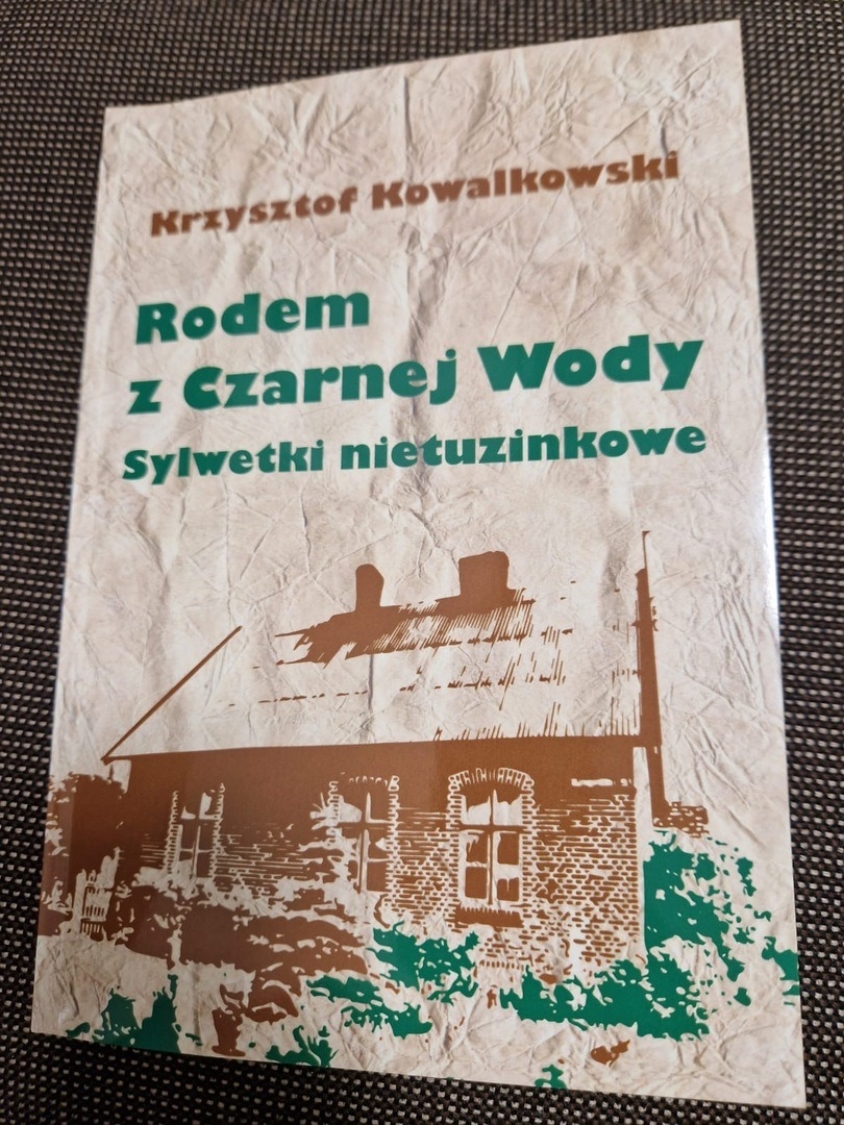 Krzysztof Kowalkowski
Rodem
z Czarnej Wody
Sylwetki nietuzinkowe